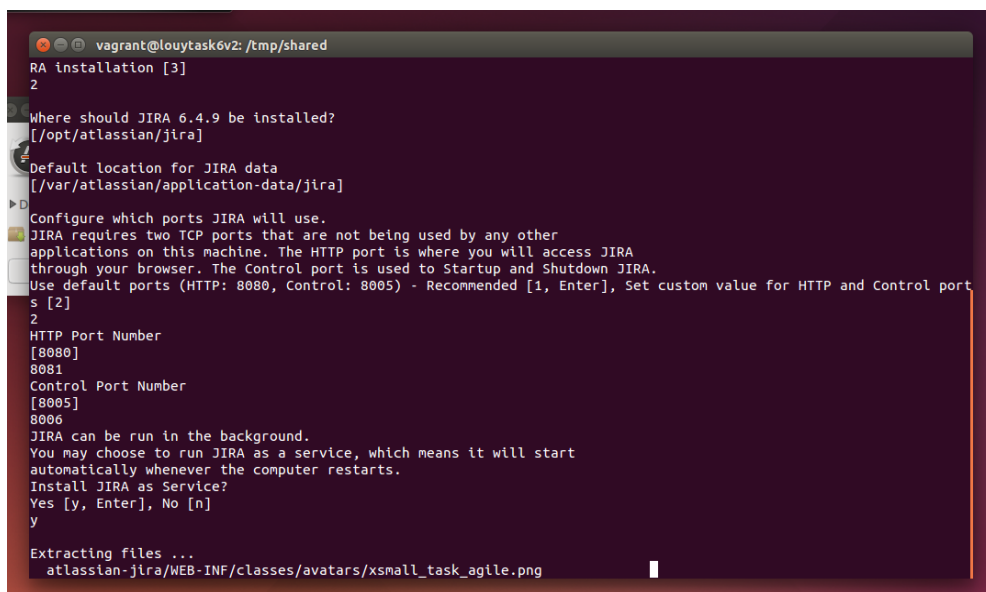 vagrant@louytask6v2: /tmp/shared
RA installation [3]
2
Where should JIRA 6.4.9 be installed?
[/opt/atlassian/jira]
Default location for JIRA data
[/var/atlassian/application-data/jira]
Configure which ports JIRA will use.
JIRA requires two TCP ports that are not being used by any other
applications on this machine. The HTTP port is where you will access JIRA
through your browser. The Control port is used to Startup and Shutdown JIRA.
Use default ports (HTTP: 8080, Control: 8005) - Recommended [1, Enter], Set custom value for HTTP and Control port
s [2]
2
HTTP Port Number
[8080]
8081
Control Port Number
[8005]
8006
JIRA can be run in the background.
You may choose to run JIRA as a service, which means it will start
automatically whenever the computer restarts.
Install JIRA as Service?
Yes [y, Enter], No [n]
y
Extracting files ...
atlassian-jira/WEB-INF/classes/avatars/xsmall_task_agile.png